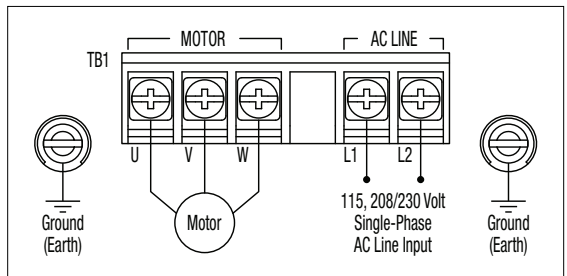 MOTOR
AC LINE
TB1
U
V
W
L1
L2
Ground
(Earth)
Motor
115, 208/230 Volt
Single-Phase
AC Line Input
Ground
(Earth)